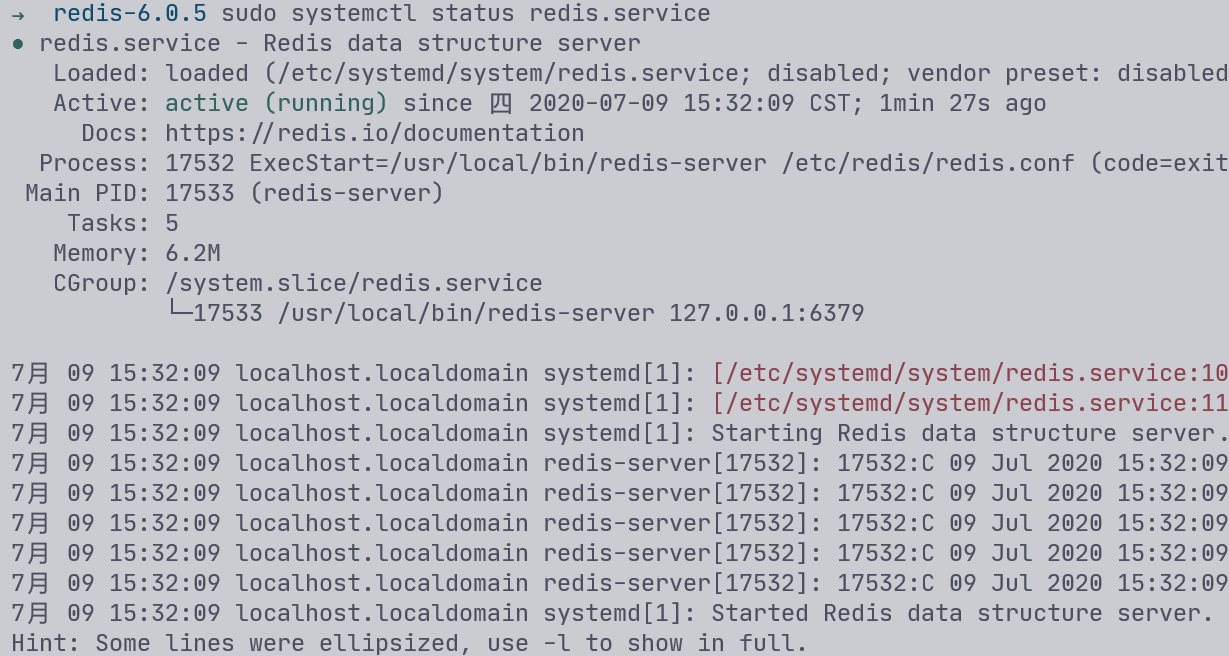 →  redis-6.0.5 sudo systemctl status redis.service
● redis.service - Redis data structure server
   Loaded: loaded (/etc/systemd/system/redis.service; disabled; vendor preset: disabled
   Active: active (running) since 四 2020-07-09 15:32:09 CST; 1min 27s ago
     Docs: https://redis.io/documentation
  Process: 17532 ExecStart=/usr/local/bin/redis-server /etc/redis/redis.conf (code=exit
 Main PID: 17533 (redis-server)
    Tasks: 5
   Memory: 6.2M
   CGroup: /system.slice/redis.service
           └─17533 /usr/local/bin/redis-server 127.0.0.1:6379

7月 09 15:32:09 localhost.localdomain systemd[1]: [/etc/systemd/system/redis.service:10
7月 09 15:32:09 localhost.localdomain systemd[1]: [/etc/systemd/system/redis.service:11
7月 09 15:32:09 localhost.localdomain systemd[1]: Starting Redis data structure server.
7月 09 15:32:09 localhost.localdomain redis-server[17532]: 17532:C 09 Jul 2020 15:32:09
7月 09 15:32:09 localhost.localdomain redis-server[17532]: 17532:C 09 Jul 2020 15:32:09
7月 09 15:32:09 localhost.localdomain redis-server[17532]: 17532:C 09 Jul 2020 15:32:09
7月 09 15:32:09 localhost.localdomain redis-server[17532]: 17532:C 09 Jul 2020 15:32:09
7月 09 15:32:09 localhost.localdomain redis-server[17532]: 17532:C 09 Jul 2020 15:32:09
7月 09 15:32:09 localhost.localdomain systemd[1]: Started Redis data structure server.
Hint: Some lines were ellipsized, use -l to show in full.